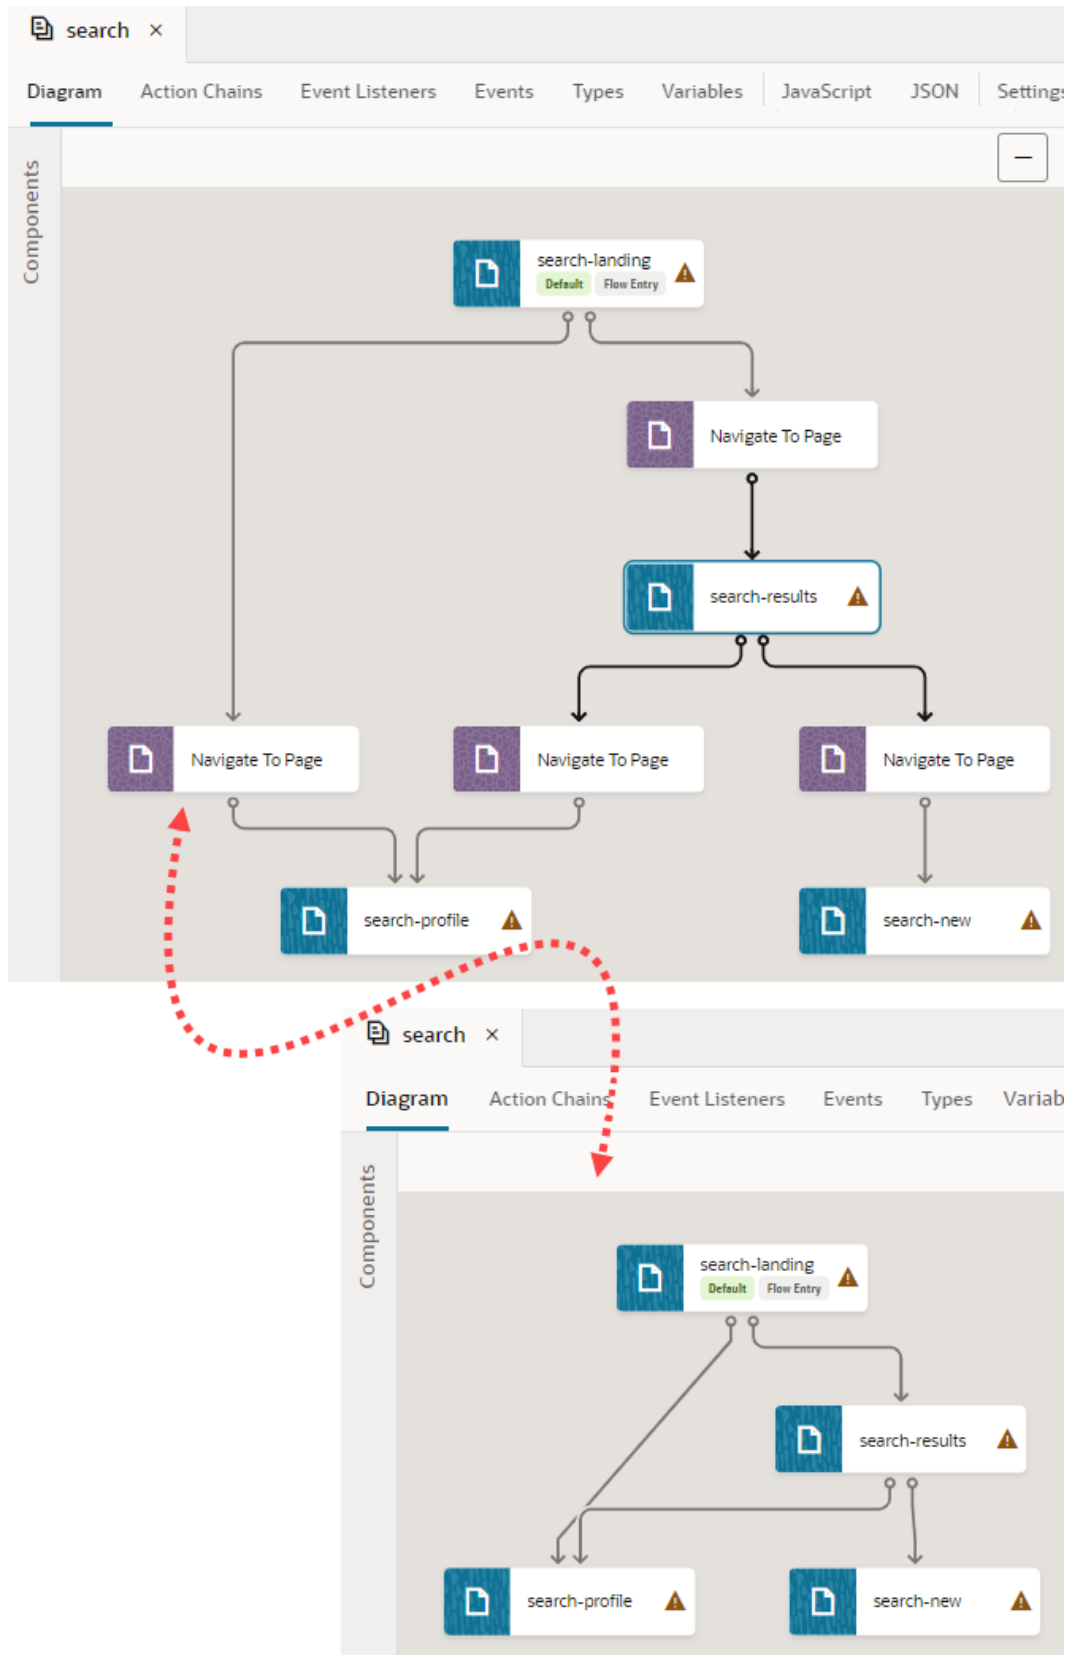 search ×
Diagram Action Chains Event Listeners Events Types Variables JavaScript JSON Settings
Components
search-landing
Default Flow Entry
Navigate To Page
search-results
Navigate To Page Navigate To Page Navigate To Page
search-profile search-new
search ×
Diagram Action Chains Event Listeners Events Types Variab
Components
search-landing
Default Flow Entry
search-results
search-profile search-new